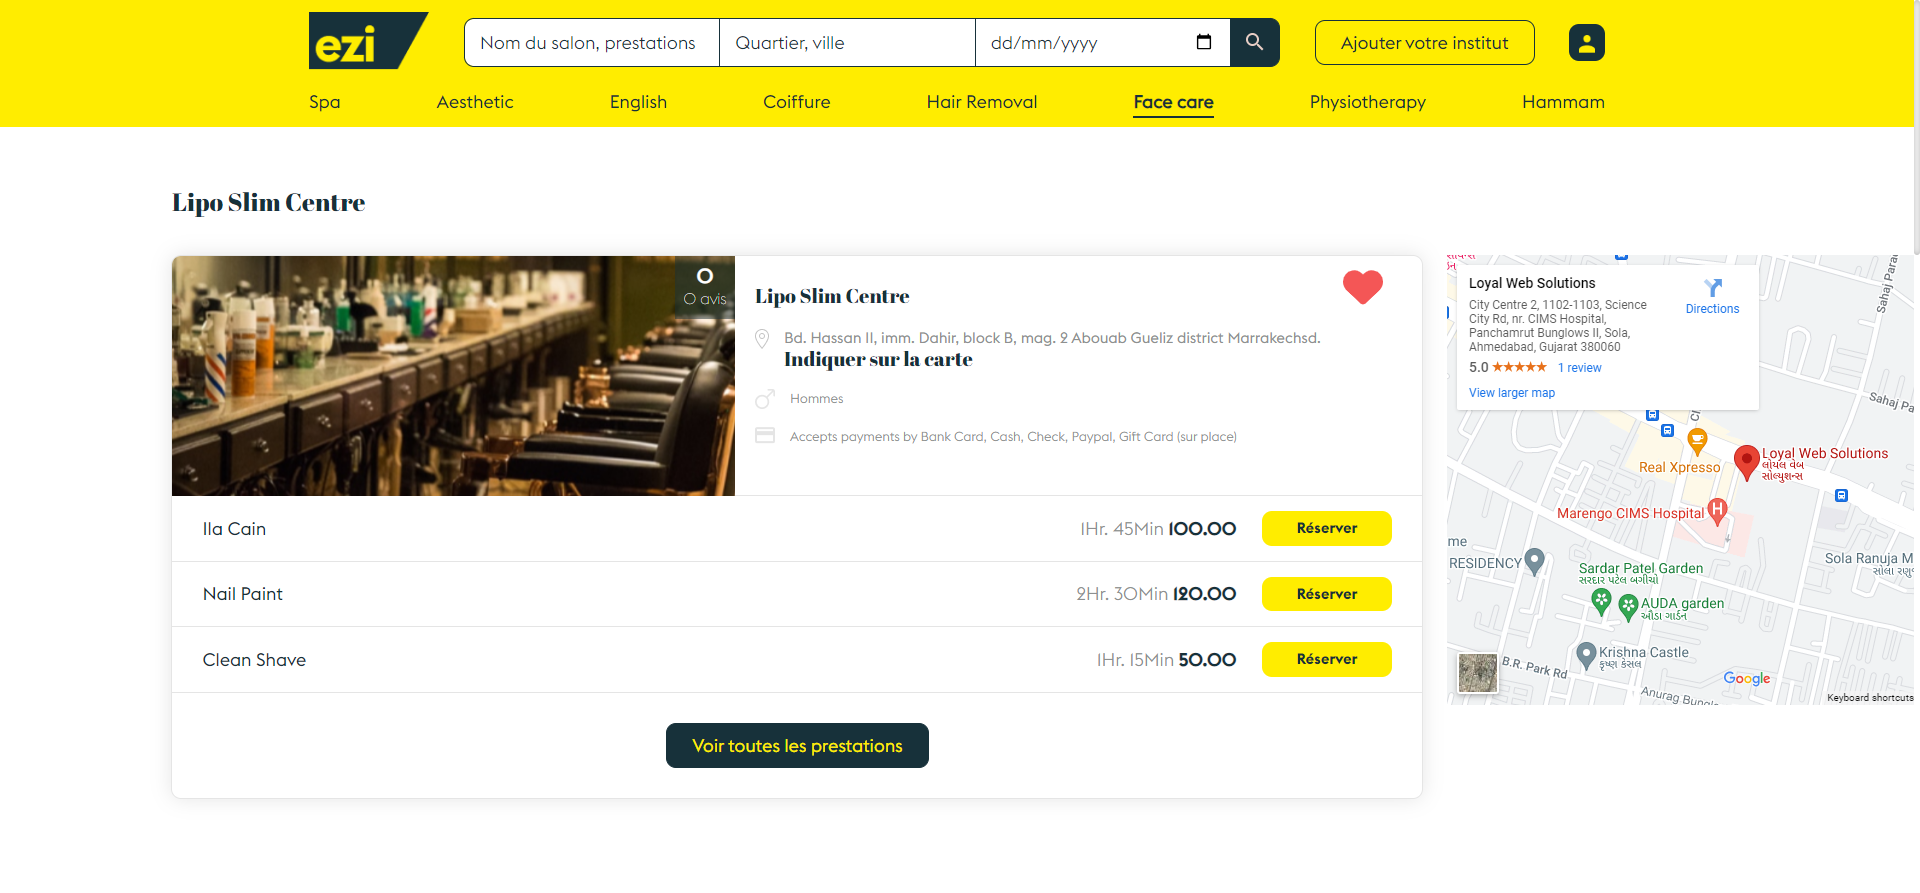 ezi
Nom du salon, prestations
Quartier, ville
dd/mm/yyyy
Ajouter votre institut
Spa
Aesthetic
English
Coiffure
Hair Removal
Face care
Physiotherapy
Hammam
Lipo Slim Centre
0
0 avis
Lipo Slim Centre
Bd. Hassan II, imm. Dahir, block B, mag. 2 Abouab Gueliz district Marrakechsd.
Indiquer sur la carte
Hommes
Accepts payments by Bank Card, Cash, Check, Paypal, Gift Card (sur place)
Ila Cain
1Hr. 45Min 100.00
Réserver
Nail Paint
2Hr. 30Min 120.00
Réserver
Clean Shave
1Hr. 15Min 50.00
Réserver
Voir toutes les prestations
Loyal Web Solutions
City Centre 2, 1102-1103, Science
City Rd, nr. CIMS Hospital,
Panchamrut Bunglows II, Sola,
Ahmedabad, Gujarat 380060
5.0
1 review
View larger map
Directions
Sahaj Para
Sahaj Pa
Real Xpresso
Loyal Web Solutions
લોયલ વેબ
સોલ્યુશન્સ
Marengo CIMS Hospital
H
me
RESIDENCY
Sola Ranuja M
સોલા રણુ
Sardar Patel Garden
સરદાર પટેલ બગીચો
AUDA garden
ઔડા ગાર્ડન
Krishna Castle
કૃષ્ણ કેસલ
B.R. Park Rd
Anurag Bungl
Google
Keyboard shortcuts